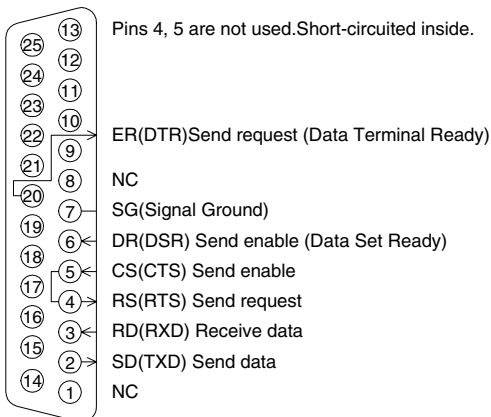 Pins 4, 5 are not used.Short-circuited inside.
ER(DTR)Send request (Data Terminal Ready)
NC
SG(Signal Ground)
DR(DSR) Send enable (Data Set Ready)
CS(CTS) Send enable
RS(RTS) Send request
RD(RXD) Receive data
SD(TXD) Send data
NC
13
12
11
10
9
8
7
6
5
4
3
2
1
25
24
23
22
21
20
19
18
17
16
15
14